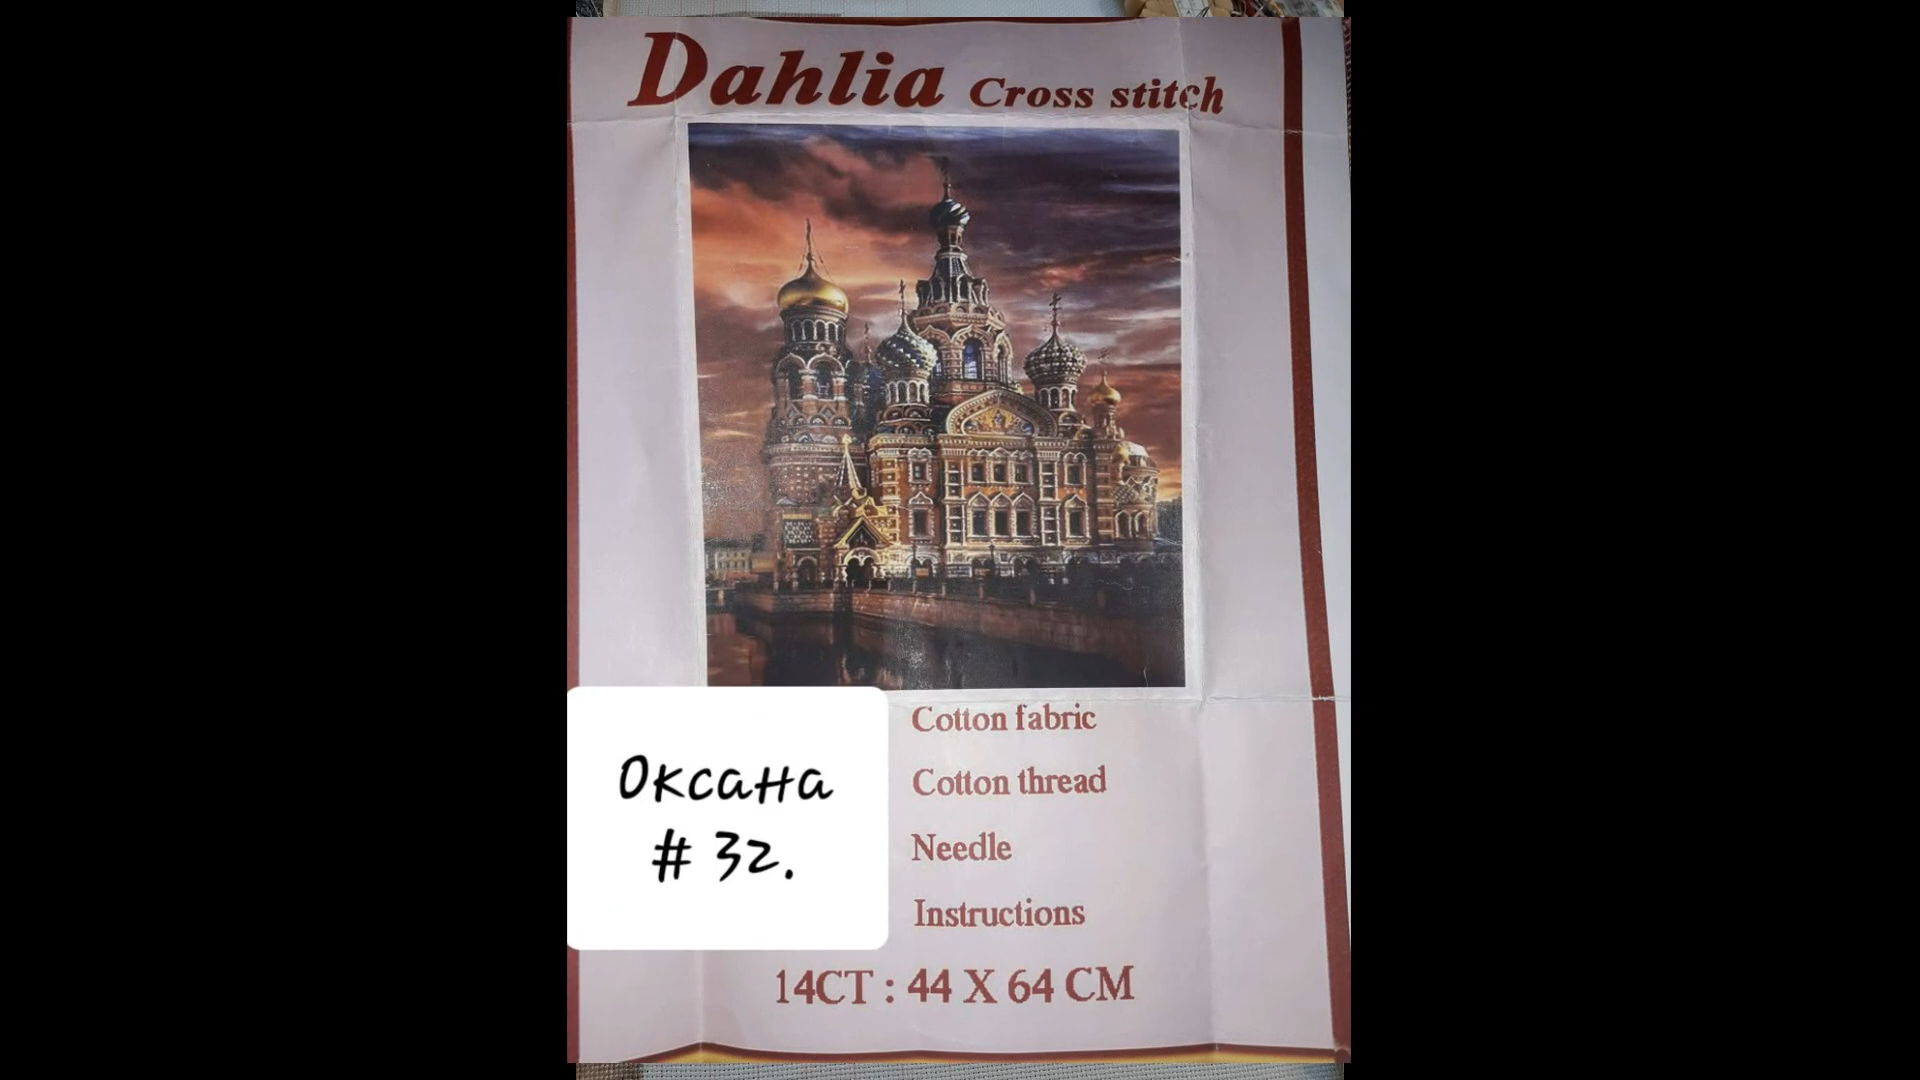 Dahlia Cross stitch
Cotton fabric
Cotton thread
Needle
Instructions
Оксана
# 32.
14CT : 44 X 64 CM